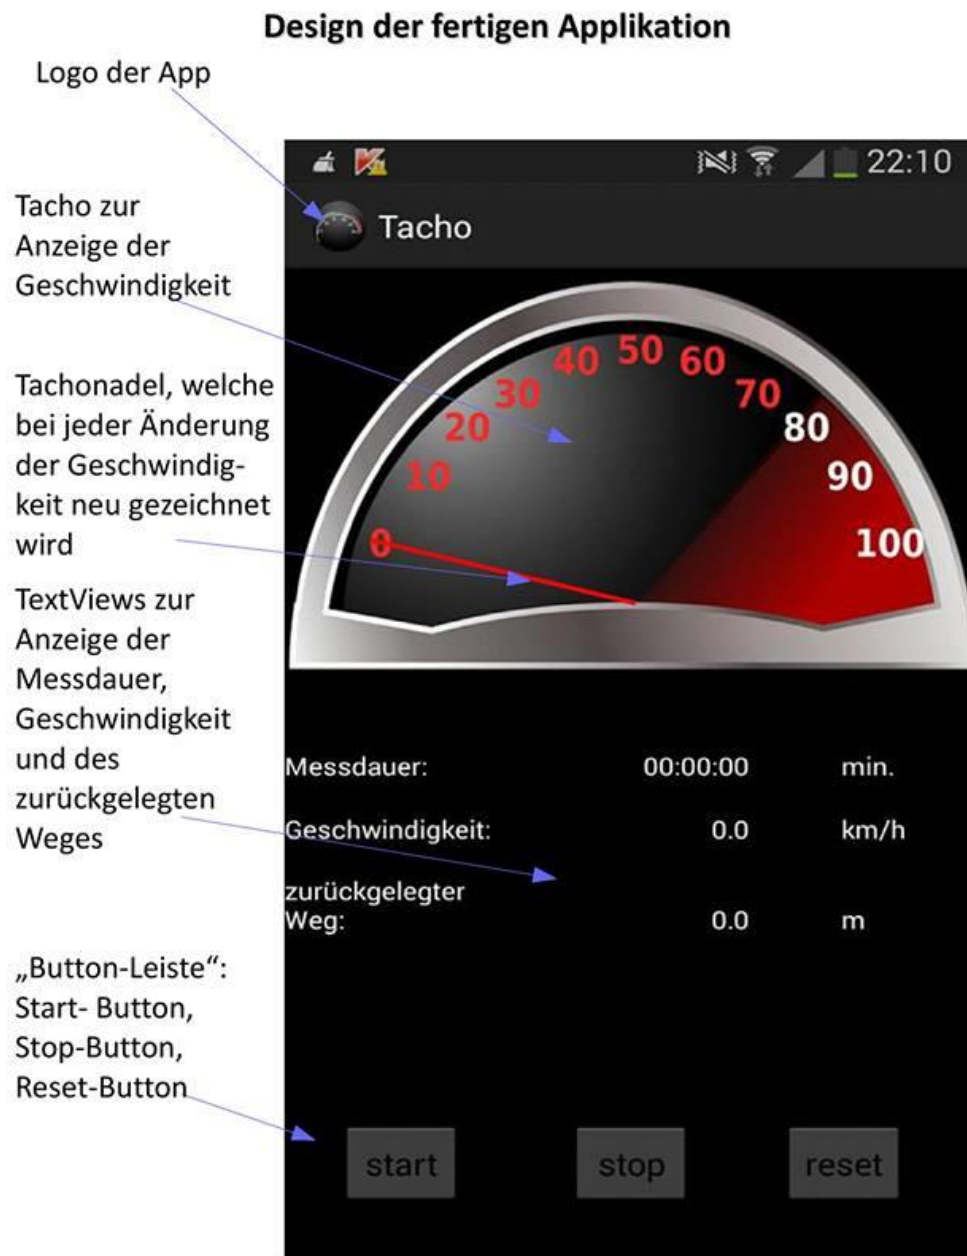 Design der fertigen Applikation
Logo der App
22:10
Tacho
Tacho zur
Anzeige der
Geschwindigkeit
Tachonadel, welche
bei jeder Änderung
der Geschwindig-
keit neu gezeichnet
wird
0
10
20
30
40
50
60
70
80
90
100
TextViews zur
Anzeige der
Messdauer,
Geschwindigkeit
und des
zurückgelegten
Weges
Messdauer: 00:00:00 min.
Geschwindigkeit: 0.0 km/h
zurückgelegter
Weg: 0.0 m
„Button-Leiste“:
Start- Button,
Stop-Button,
Reset-Button
start stop reset